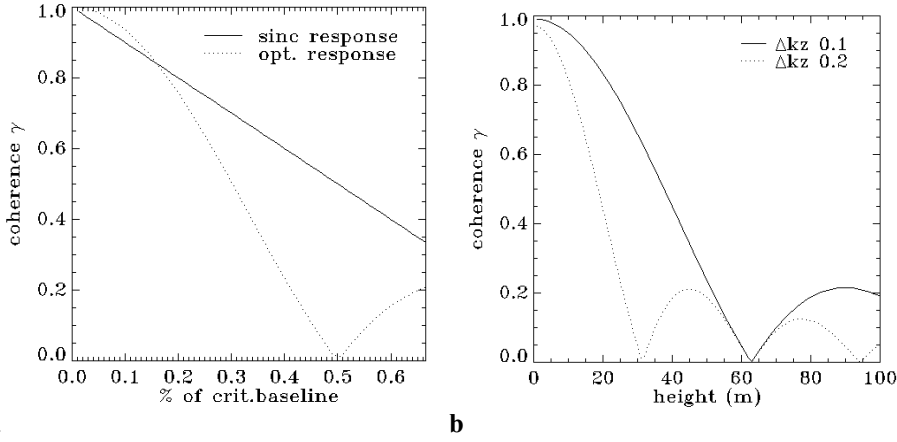 1.0
0.8
0.6
0.4
0.2
0.0
coherence γ
sinc response
opt. response
0.0 0.1 0.2 0.3 0.4 0.5 0.6
% of crit.baseline
1.0
0.8
0.6
0.4
0.2
0.0
coherence γ
Δkz 0.1
Δkz 0.2
0 20 40 60 80 100
height (m)
b